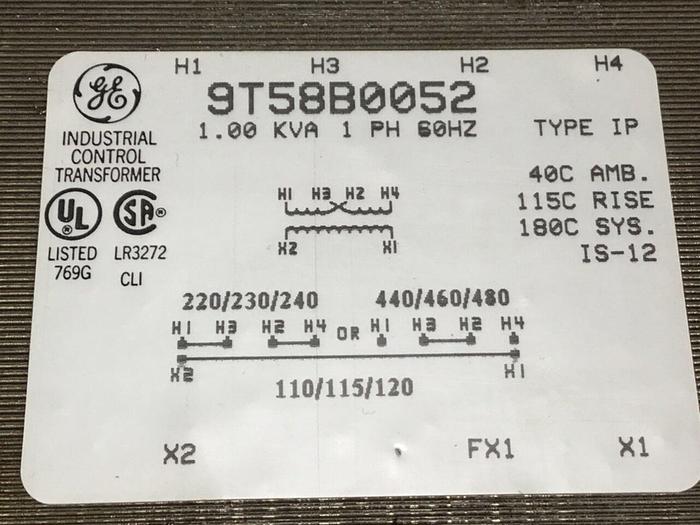 H1 H3 H2 H4
GE
9T58B0052
1.00 KVA 1 PH 60HZ TYPE IP
INDUSTRIAL
CONTROL
TRANSFORMER
40C AMB.
115C RISE
180C SYS.
IS-12
UL ® SA ®
LISTED LR3272
769G CLI
H1 H3 H2 H4
X2 X1
220/230/240 440/460/480
H1 H3 H2 H4 OR H1 H3 H2 H4
X2 H1
110/115/120
X2 FX1 X1